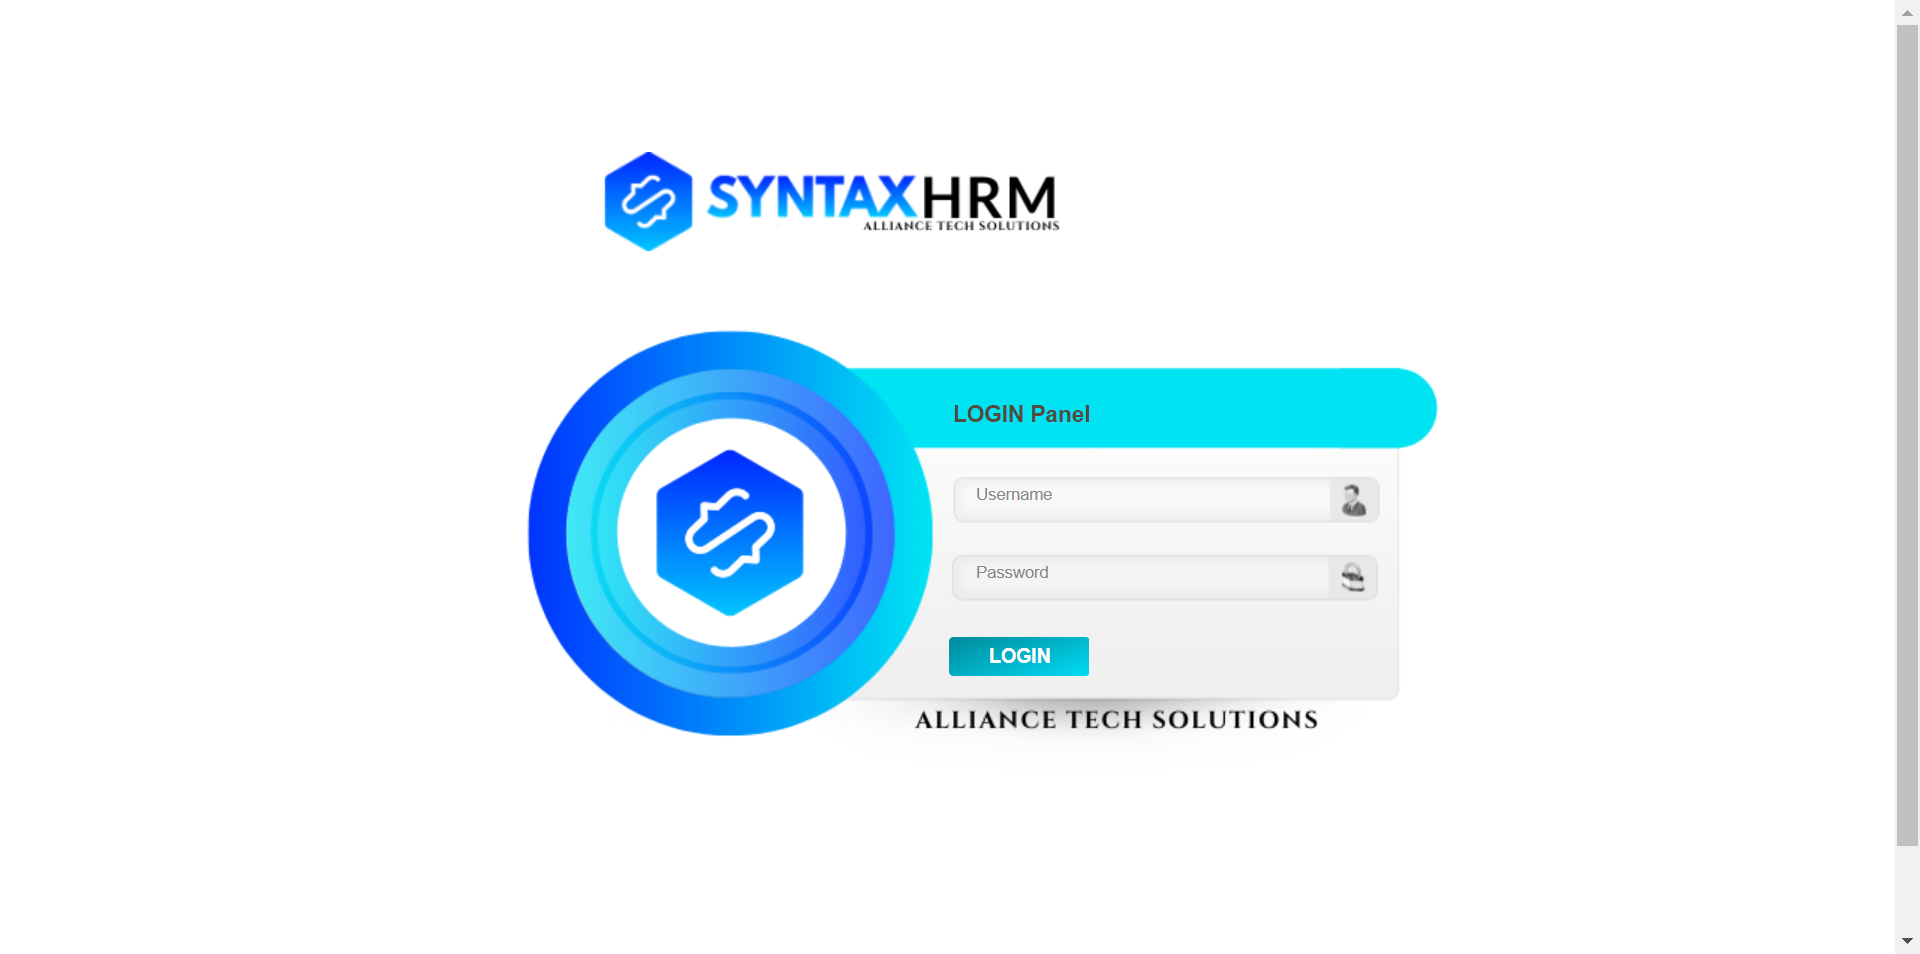 SYNTAXHRM
ALLIANCE TECH SOLUTIONS
LOGIN Panel
Username
Password
LOGIN
ALLIANCE TECH SOLUTIONS